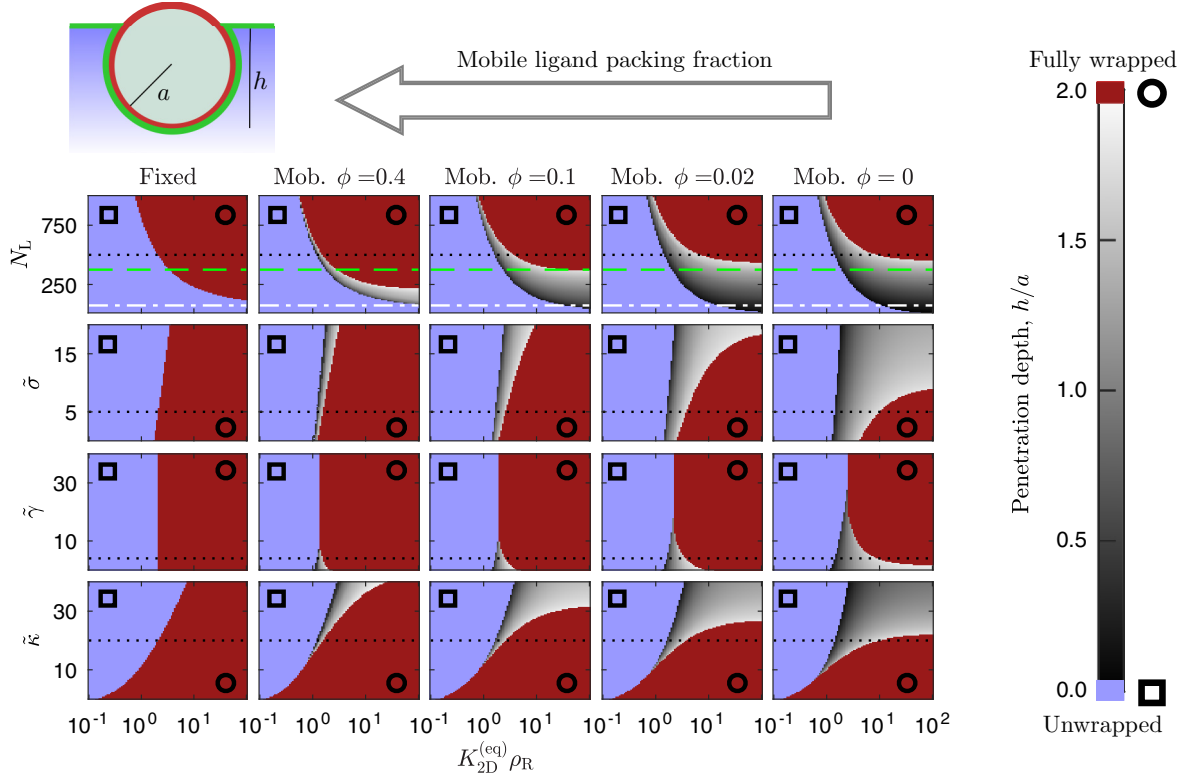 Mobile ligand packing fraction
Fully wrapped
h
a
2.0
Fixed
Mob. ϕ =0.4
Mob. ϕ =0.1
Mob. ϕ =0.02
Mob. ϕ = 0
N_L
750
250
1.5
σ̃
15
5
1.0
Penetration depth, h/a
γ̃
30
10
0.5
κ̃
30
10
0.0
Unwrapped
10^-1 10^0 10^1 10^-1 10^0 10^1 10^-1 10^0 10^1 10^-1 10^0 10^1 10^-1 10^0 10^1 10^2
K_2D^(eq) ρ_R